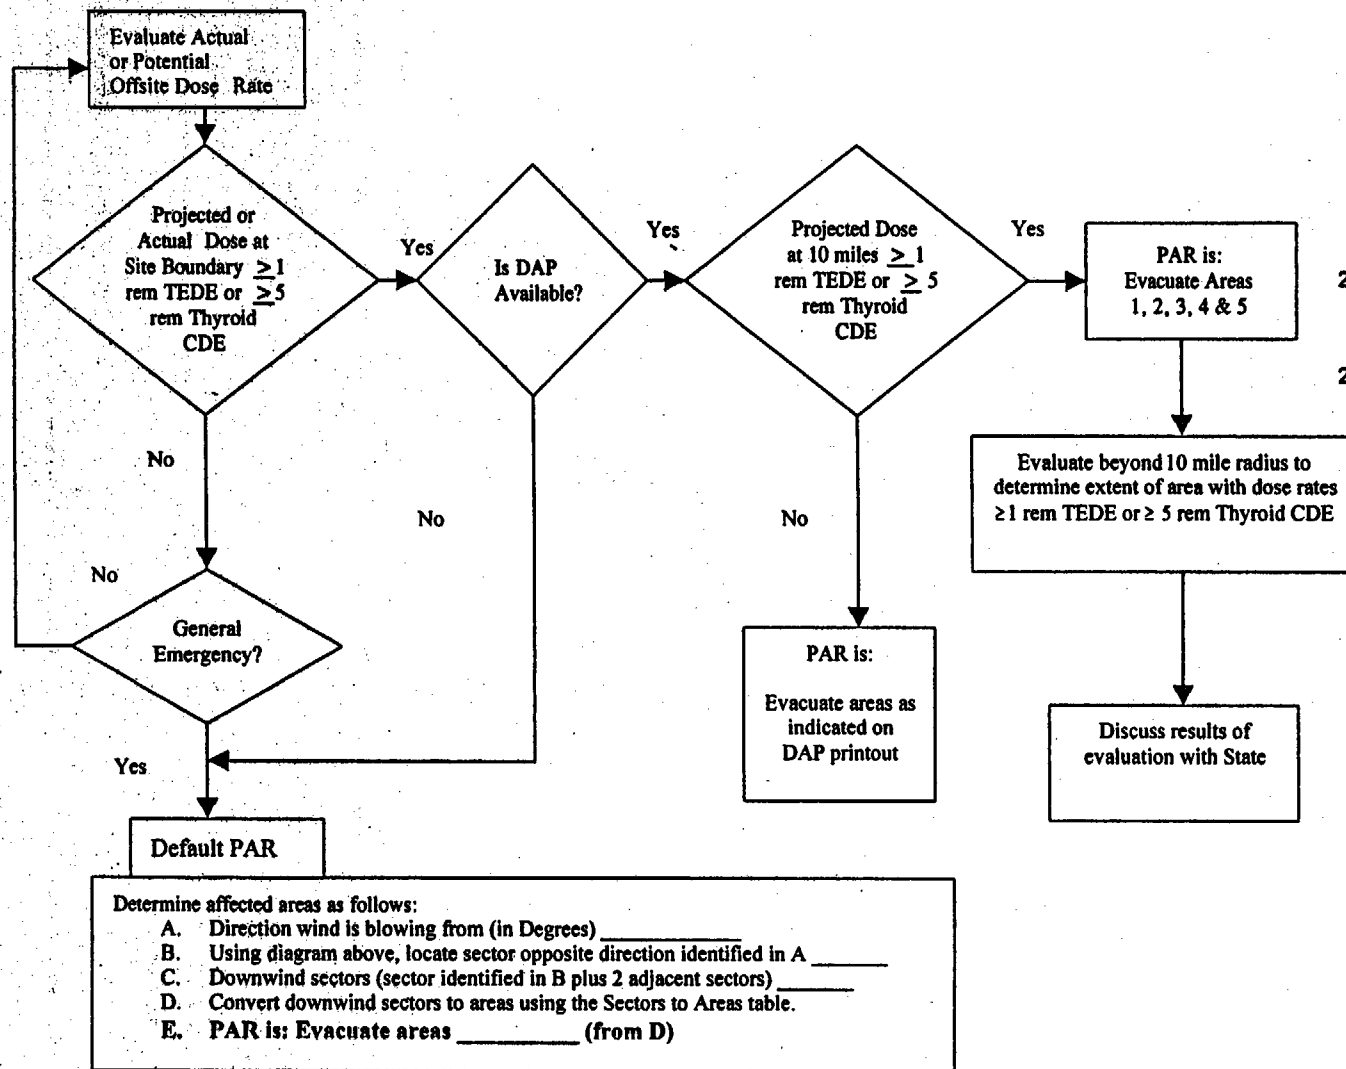 Evaluate Actual
or Potential
Offsite Dose Rate
Projected or
Actual Dose at
Site Boundary ≥1
rem TEDE or ≥5
rem Thyroid
CDE
Yes
Is DAP
Available?
Yes
Projected Dose
at 10 miles ≥ 1
rem TEDE or ≥ 5
rem Thyroid
CDE
Yes
PAR is:
Evacuate Areas
1, 2, 3, 4 & 5
2
2
Evaluate beyond 10 mile radius to
determine extent of area with dose rates
≥1 rem TEDE or ≥ 5 rem Thyroid CDE
No
No
No
No
General
Emergency?
PAR is:
Evacuate areas as
indicated on
DAP printout
Discuss results of
evaluation with State
Yes
Default PAR
Determine affected areas as follows:
A. Direction wind is blowing from (in Degrees) ____________
B. Using diagram above, locate sector opposite direction identified in A _______
C. Downwind sectors (sector identified in B plus 2 adjacent sectors) _______
D. Convert downwind sectors to areas using the Sectors to Areas table.
E. PAR is: Evacuate areas __________ (from D)